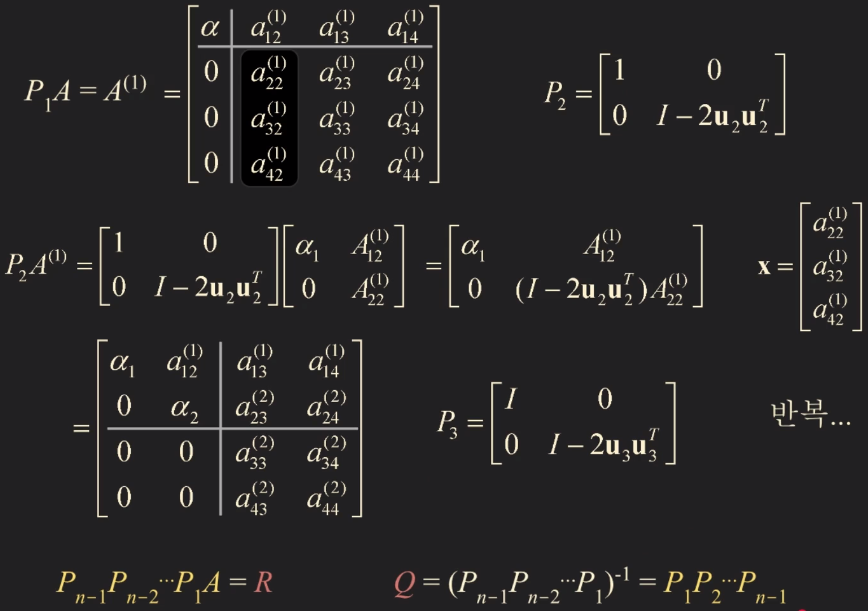 P₁A = A⁽¹⁾ = [α a₁₂⁽¹⁾ a₁₃⁽¹⁾ a₁₄⁽¹⁾
0 a₂₂⁽¹⁾ a₂₃⁽¹⁾ a₂₄⁽¹⁾
0 a₃₂⁽¹⁾ a₃₃⁽¹⁾ a₃₄⁽¹⁾
0 a₄₂⁽¹⁾ a₄₃⁽¹⁾ a₄₄⁽¹⁾]
P₂ = [1 0
0 I − 2u₂u₂ᵀ]
P₂A⁽¹⁾ = [1 0
0 I − 2u₂u₂ᵀ] [α₁ A₁₂⁽¹⁾
0 A₂₂⁽¹⁾] = [α₁ A₁₂⁽¹⁾
0 (I − 2u₂u₂ᵀ)A₂₂⁽¹⁾]
x = [a₂₂⁽¹⁾
a₃₂⁽¹⁾
a₄₂⁽¹⁾]
= [α₁ a₁₂⁽¹⁾ a₁₃⁽¹⁾ a₁₄⁽¹⁾
0 α₂ a₂₃⁽²⁾ a₂₄⁽²⁾
0 0 a₃₃⁽²⁾ a₃₄⁽²⁾
0 0 a₄₃⁽²⁾ a₄₄⁽²⁾]
P₃ = [I 0
0 I − 2u₃u₃ᵀ]
반복...
Pₙ₋₁Pₙ₋₂···P₁A = R
Q = (Pₙ₋₁Pₙ₋₂···P₁)⁻¹ = P₁P₂···Pₙ₋₁